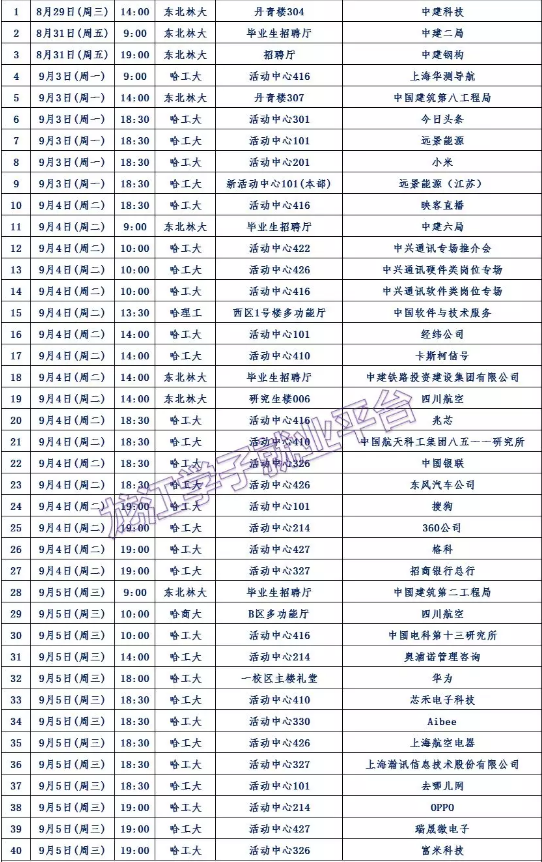 1 8月29日(周三) 14:00 东北林大 丹青楼304 中建科技
2 8月31日(周五) 9:00 东北林大 毕业生招聘厅 中建二局
3 8月31日(周五) 19:00 东北林大 招聘厅 中建钢构
4 9月3日(周一) 9:00 哈工大 活动中心416 上海华测导航
5 9月3日(周一) 14:00 东北林大 丹青楼307 中国建筑第八工程局
6 9月3日(周一) 18:30 哈工大 活动中心301 今日头条
7 9月3日(周一) 18:30 哈工大 活动中心101 远景能源
8 9月3日(周一) 18:30 哈工大 活动中心201 小米
9 9月3日(周一) 18:30 哈工大 新活动中心101(本部) 远景能源（江苏）
10 9月4日(周二) 18:30 哈工大 活动中心416 映客直播
11 9月4日(周二) 9:00 东北林大 毕业生招聘厅 中建六局
12 9月4日(周二) 10:00 哈工大 活动中心422 中兴通讯专场推介会
13 9月4日(周二) 10:00 哈工大 活动中心426 中兴通讯硬件类岗位专场
14 9月4日(周二) 10:00 哈工大 活动中心416 中兴通讯软件类岗位专场
15 9月4日(周二) 13:30 哈理工 西区1号楼多功能厅 中国软件与技术服务
16 9月4日(周二) 14:00 哈工大 活动中心101 经纬公司
17 9月4日(周二) 14:00 哈工大 活动中心410 卡斯柯信号
18 9月4日(周二) 14:00 东北林大 毕业生招聘厅 中建铁路投资建设集团有限公司
19 9月4日(周二) 14:00 东北林大 研究生楼006 四川航空
20 9月4日(周二) 18:30 哈工大 活动中心416 兆芯
21 9月4日(周二) 18:30 哈工大 活动中心410 中国航天科工集团八五一一研究所
22 9月4日(周二) 18:30 哈工大 活动中心326 中国银联
23 9月4日(周二) 18:30 哈工大 活动中心426 东风汽车公司
24 9月4日(周二) 19:00 哈工大 活动中心101 搜狗
25 9月4日(周二) 19:00 哈工大 活动中心214 360公司
26 9月4日(周二) 19:00 哈工大 活动中心427 格科
27 9月4日(周二) 19:00 哈工大 活动中心327 招商银行总行
28 9月5日(周三) 9:00 东北林大 毕业生招聘厅 中国建筑第二工程局
29 9月5日(周三) 10:00 哈商大 B区多功能厅 四川航空
30 9月5日(周三) 10:00 哈工大 活动中心416 中国电科第十三研究所
31 9月5日(周三) 14:00 哈工大 活动中心214 奥浦诺管理咨询
32 9月5日(周三) 18:00 哈工大 一校区主楼礼堂 华为
33 9月5日(周三) 18:30 哈工大 活动中心410 芯禾电子科技
34 9月5日(周三) 18:30 哈工大 活动中心330 Aibee
35 9月5日(周三) 18:30 哈工大 活动中心426 上海航空电器
36 9月5日(周三) 18:30 哈工大 活动中心327 上海瀚讯信息技术股份有限公司
37 9月5日(周三) 18:30 哈工大 活动中心101 去哪儿网
38 9月5日(周三) 19:00 哈工大 活动中心214 OPPO
39 9月5日(周三) 19:00 哈工大 活动中心427 瑞晟微电子
40 9月5日(周三) 19:00 哈工大 活动中心326 富米科技
龙江学子就业平台